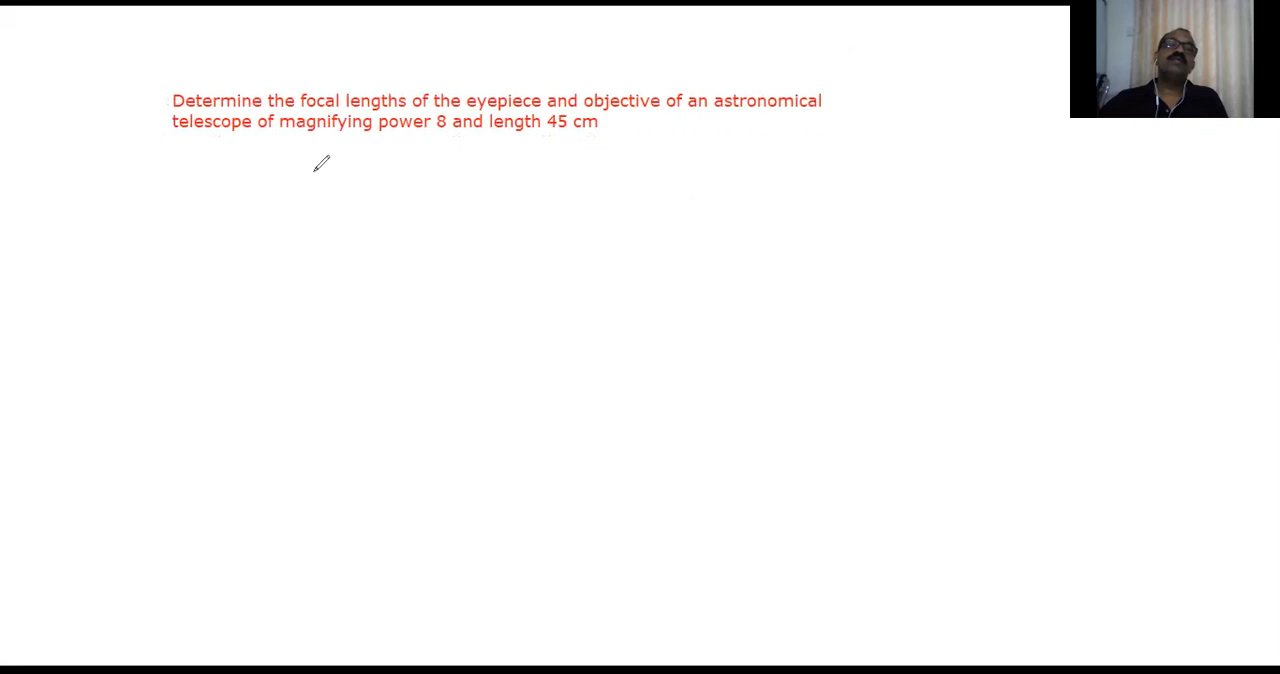 Determine the focal lengths of the eyepiece and objective of an astronomical
telescope of magnifying power 8 and length 45 cm